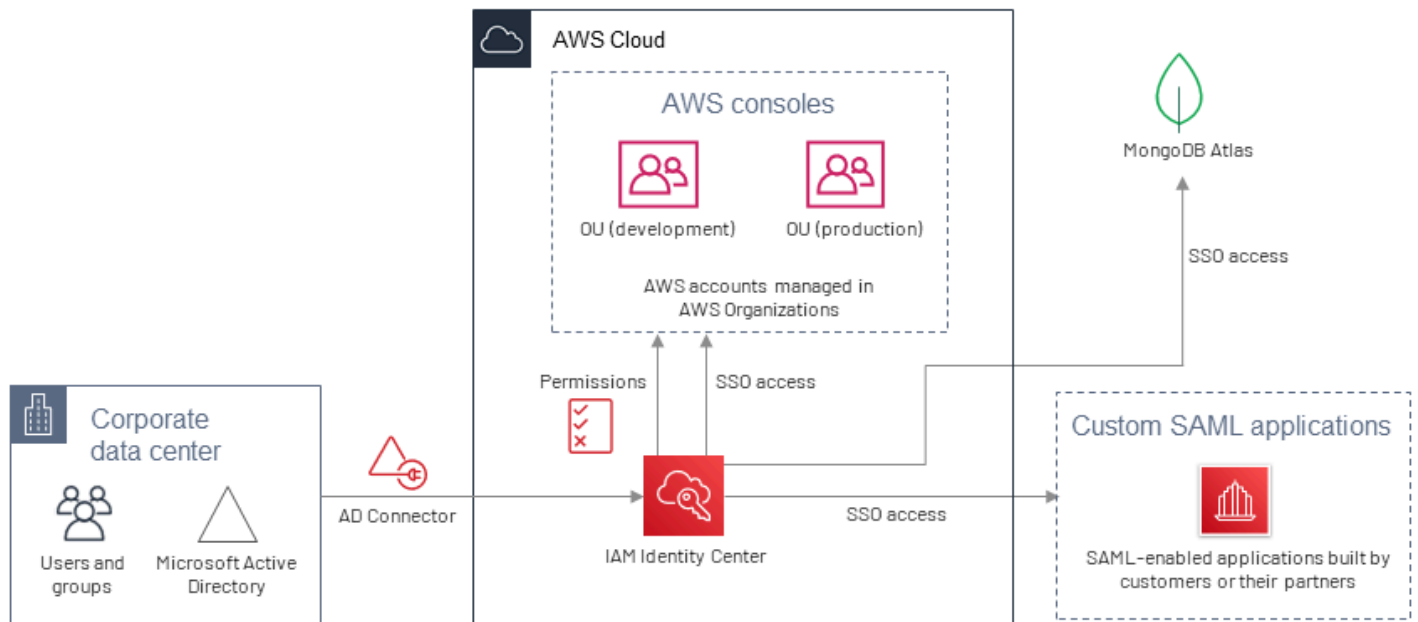 AWS Cloud
AWS consoles
OU (development)
OU (production)
AWS accounts managed in
AWS Organizations
MongoDB Atlas
SSO access
Permissions
SSO access
Corporate
data center
Users and
groups
Microsoft Active
Directory
AD Connector
IAM Identity Center
SSO access
Custom SAML applications
SAML-enabled applications built by
customers or their partners